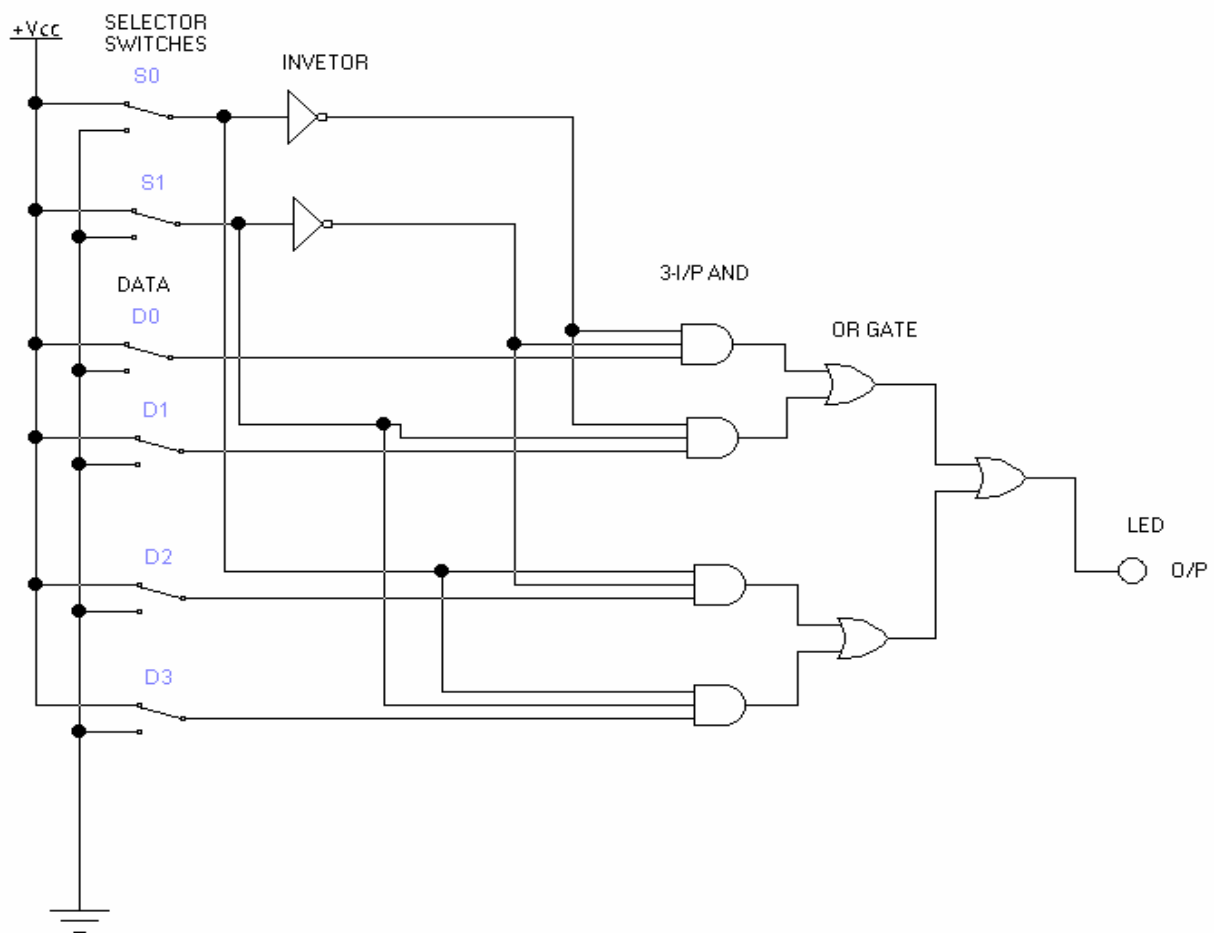 +Vcc
SELECTOR
SWITCHES
S0
INVETOR
S1
DATA
D0
3-I/P AND
OR GATE
D1
LED
O/P
D2
D3